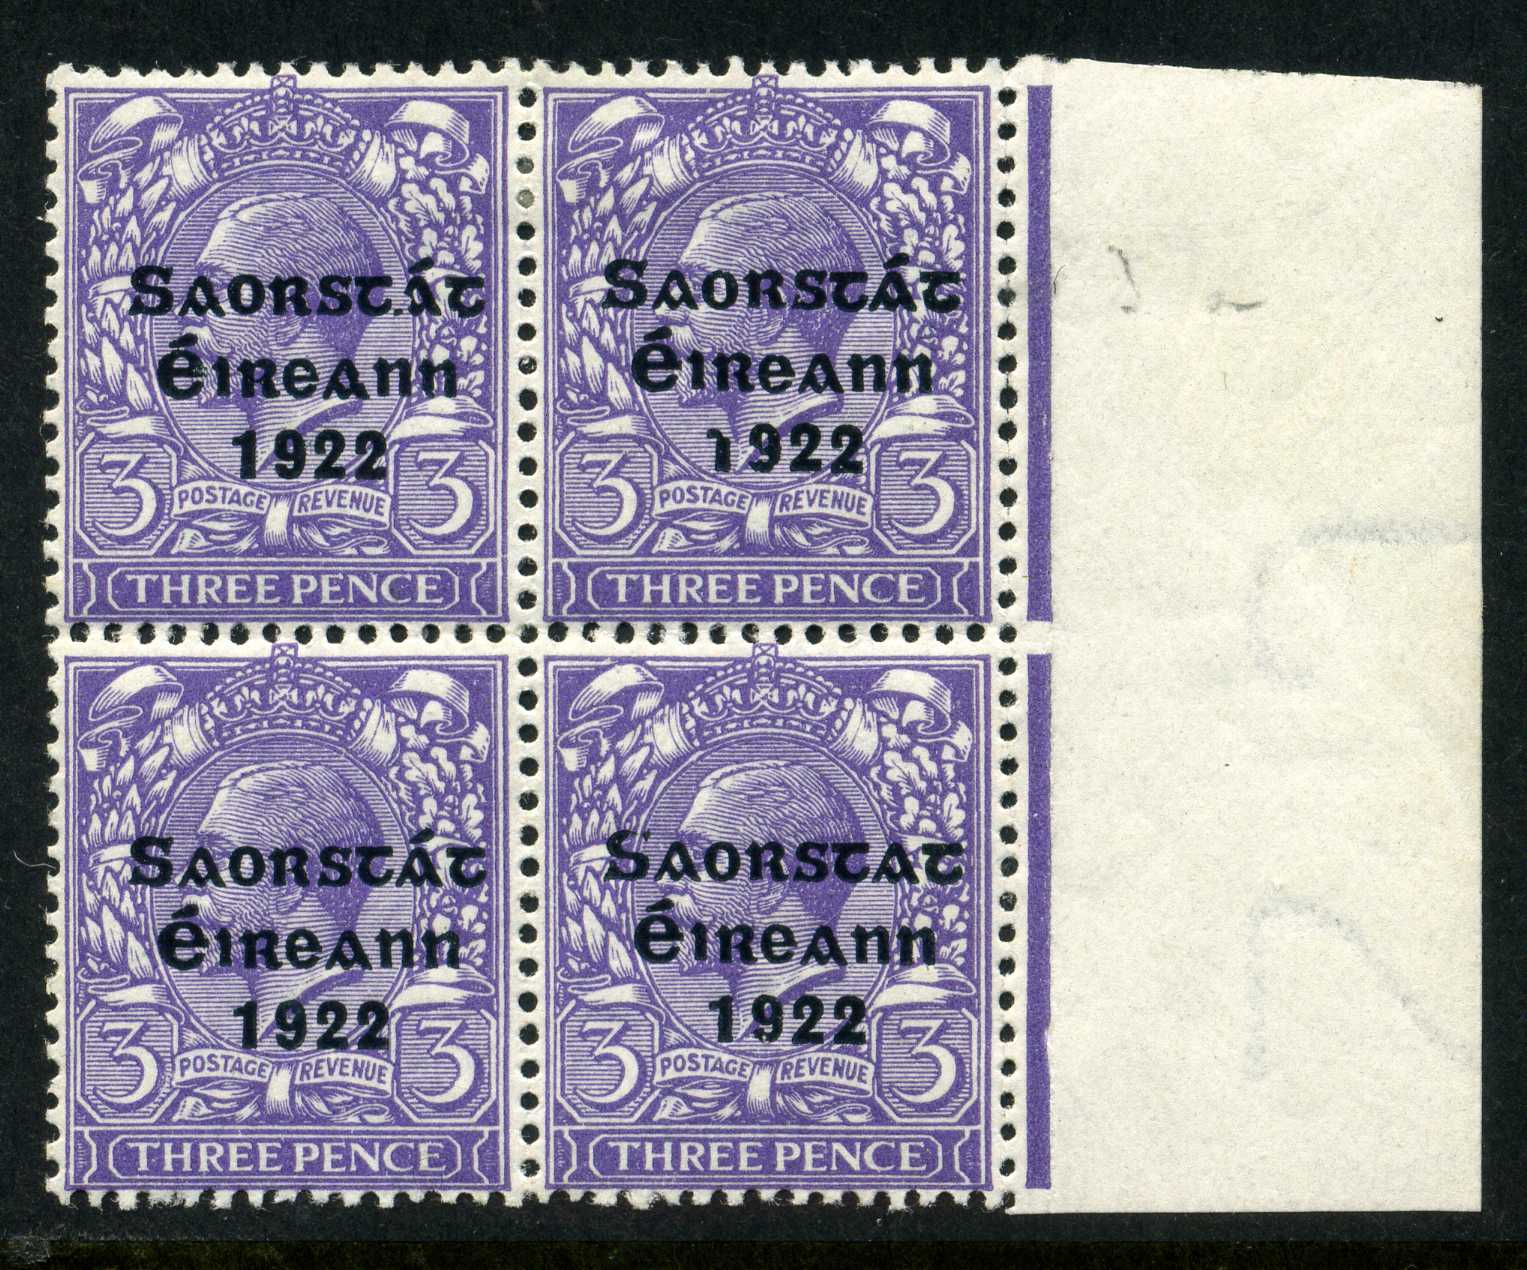 Saorstát
Éireann
1922
3 POSTAGE REVENUE 3
THREE PENCE
Saorstát
Éireann
1922
3 POSTAGE REVENUE 3
THREE PENCE
Saorstát
Éireann
1922
3 POSTAGE REVENUE 3
THREE PENCE
Saorstat
Éireann
1922
3 POSTAGE REVENUE 3
THREE PENCE